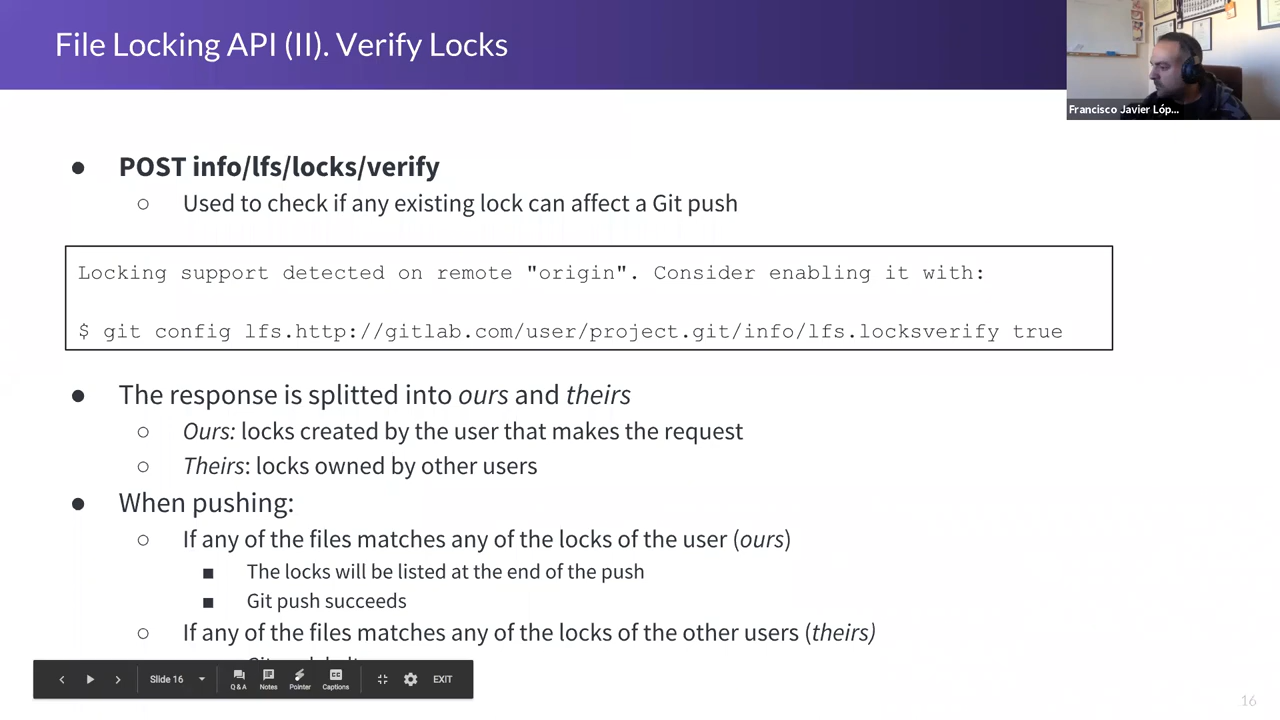 File Locking API (II). Verify Locks
Francisco Javier Lóp...
● POST info/lfs/locks/verify
○ Used to check if any existing lock can affect a Git push
Locking support detected on remote "origin". Consider enabling it with:
$ git config lfs.http://gitlab.com/user/project.git/info/lfs.locksverify true
● The response is splitted into ours and theirs
○ Ours: locks created by the user that makes the request
○ Theirs: locks owned by other users
● When pushing:
○ If any of the files matches any of the locks of the user (ours)
■ The locks will be listed at the end of the push
■ Git push succeeds
○ If any of the files matches any of the locks of the other users (theirs)
Slide 16
Q & A
Notes
Pointer
CC
Captions
EXIT
16